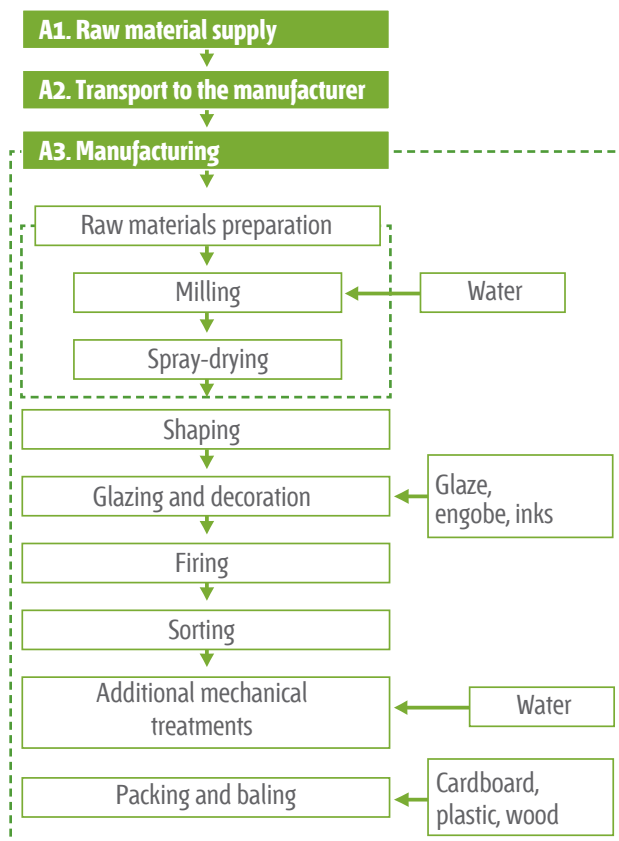 A1. Raw material supply
A2. Transport to the manufacturer
A3. Manufacturing
Raw materials preparation
Milling
Water
Spray-drying
Shaping
Glazing and decoration
Glaze,
engobe, inks
Firing
Sorting
Additional mechanical
treatments
Water
Packing and baling
Cardboard,
plastic, wood